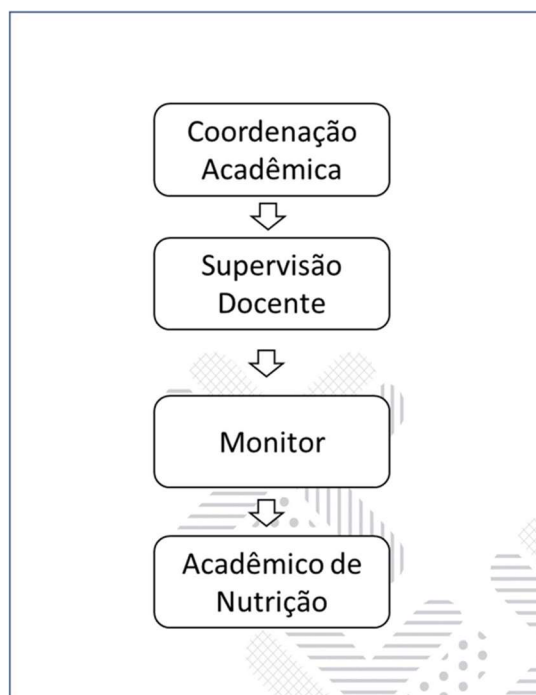 Coordenação
Acadêmica
Supervisão
Docente
Monitor
Acadêmico de
Nutrição